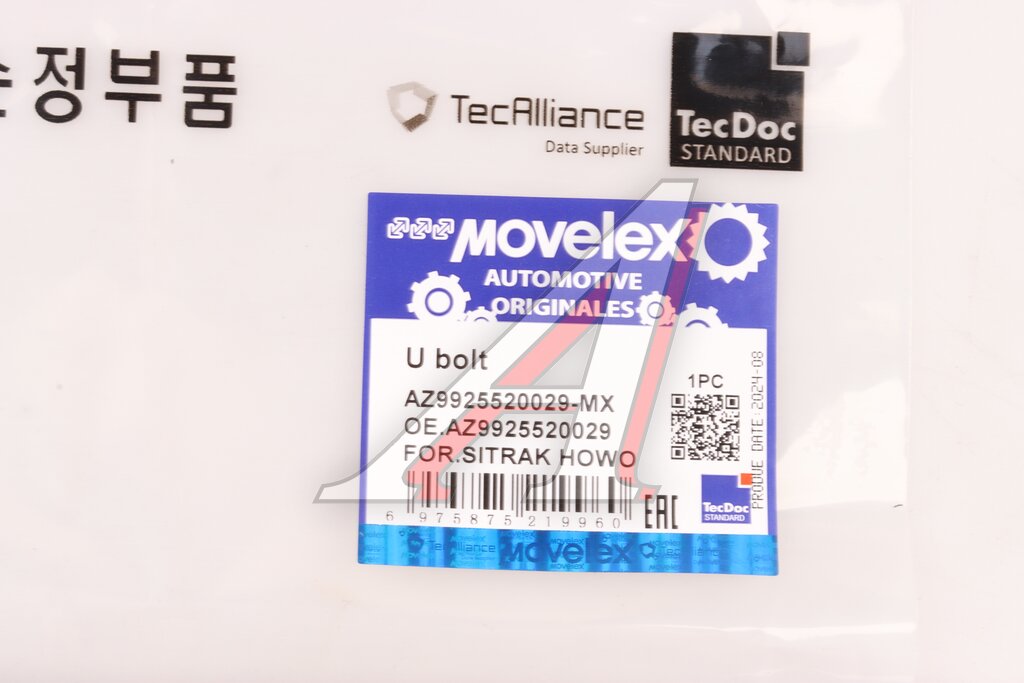 순정부품
TecAlliance
Data Supplier
TecDoc
STANDARD
MOVelex
AUTOMOTIVE
ORIGINALES
U bolt
AZ9925520029-MX
OE.AZ9925520029
FOR.SITRAK HOWO
1PC
PRODUE DATE:2024-08
6 975875 219960
EAC
TecDoc
STANDARD
TecAlliance MOVelex TecAlliance